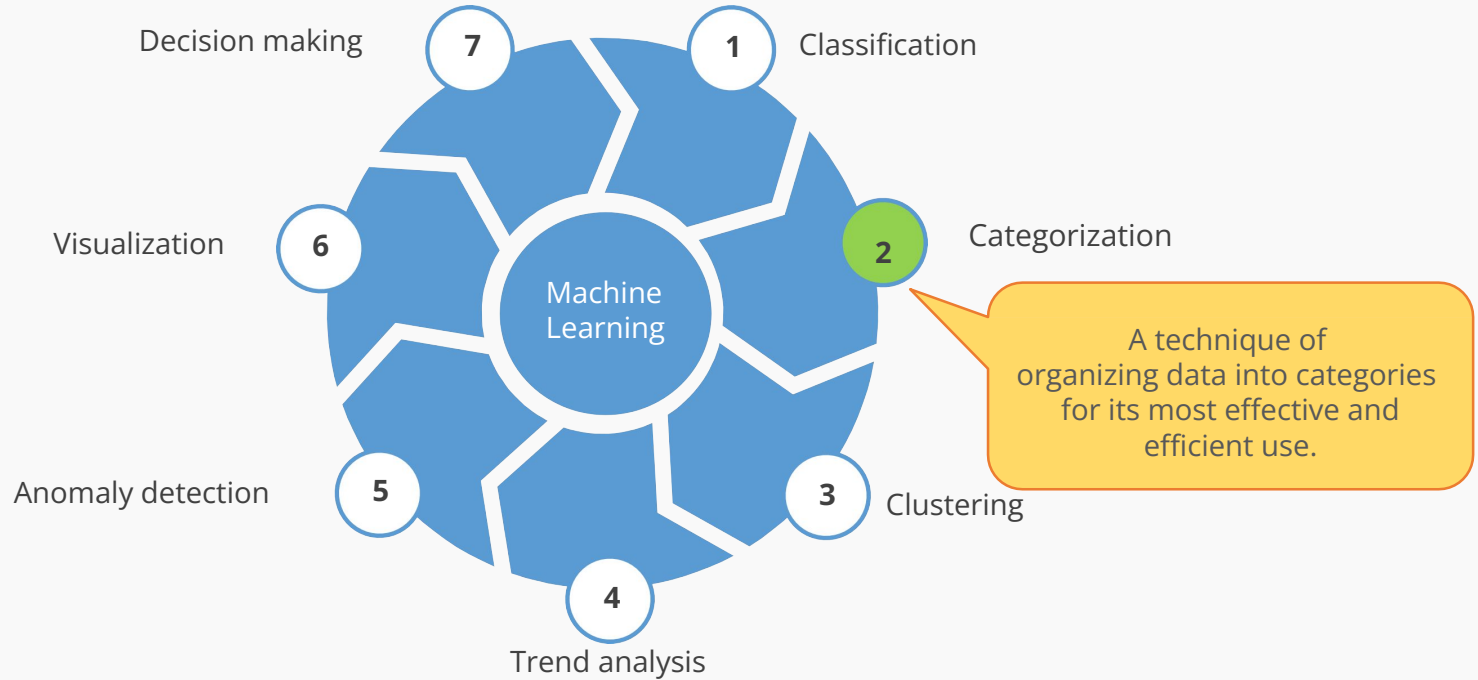 Decision making
7
1
Classification
Visualization
6
2
Categorization
Machine
Learning
A technique of
organizing data into categories
for its most effective and
efficient use.
Anomaly detection
5
3
Clustering
4
Trend analysis